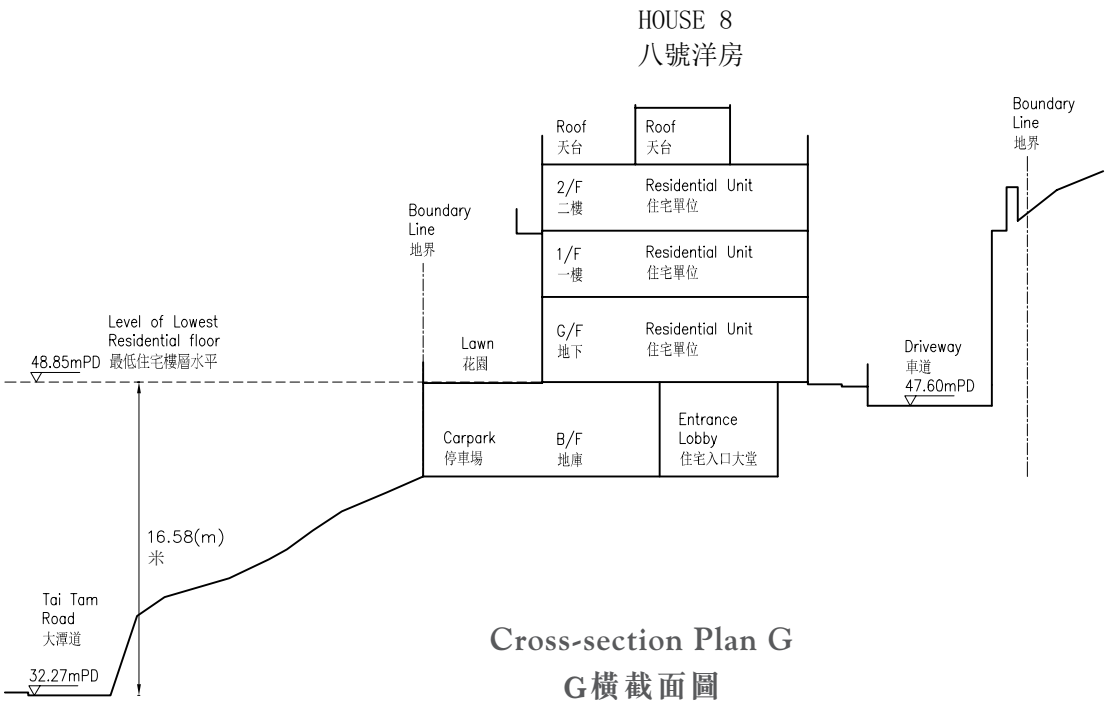 HOUSE 8
八號洋房
Roof
天台
Roof
天台
Boundary
Line
地界
2/F
二樓
Residential Unit
住宅單位
Boundary
Line
地界
1/F
一樓
Residential Unit
住宅單位
Level of Lowest
Residential floor
最低住宅樓層水平
48.85mPD
Lawn
花園
G/F
地下
Residential Unit
住宅單位
Driveway
車道
47.60mPD
Carpark
停車場
B/F
地庫
Entrance
Lobby
住宅入口大堂
16.58(m)
米
Tai Tam
Road
大潭道
32.27mPD
Cross-section Plan G
G橫截面圖